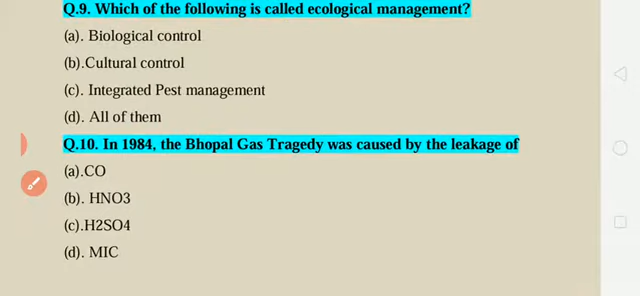 Q.9. Which of the following is called ecological management?
(a). Biological control
(b).Cultural control
(c). Integrated Pest management
(d). All of them
Q.10. In 1984, the Bhopal Gas Tragedy was caused by the leakage of
(a).CO
(b). HNO3
(c).H2SO4
(d). MIC